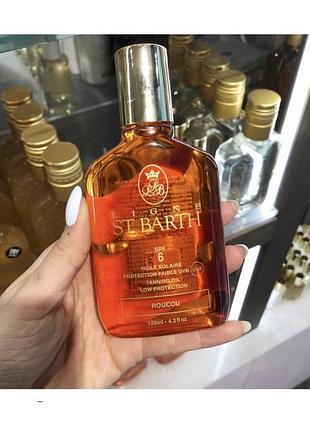 LSB
LIGNE
ST BARTH
SPF
6
HUILE SOLAIRE
PROTECTION FAIBLE UVB
TANNING OIL
LOW PROTECTION
ROUCOU
125ml - 4.2 fl oz